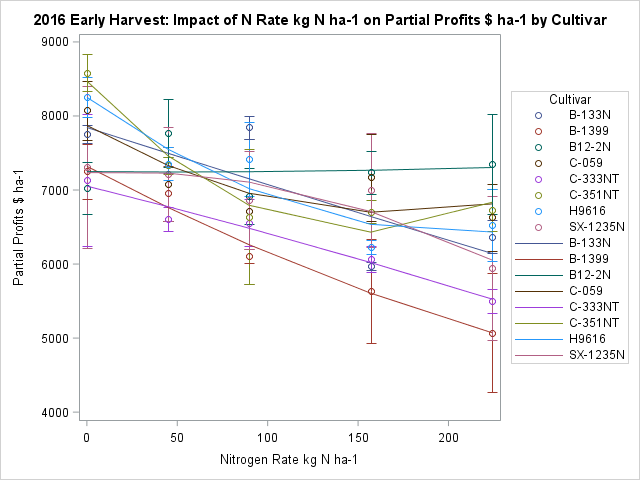 2016 Early Harvest: Impact of N Rate kg N ha-1 on Partial Profits $ ha-1 by Cultivar
9000
8000
7000
6000
5000
4000
Partial Profits $ ha-1
0 50 100 150 200
Nitrogen Rate kg N ha-1
Cultivar
B-133N
B-1399
B12-2N
C-059
C-333NT
C-351NT
H9616
SX-1235N
B-133N
B-1399
B12-2N
C-059
C-333NT
C-351NT
H9616
SX-1235N